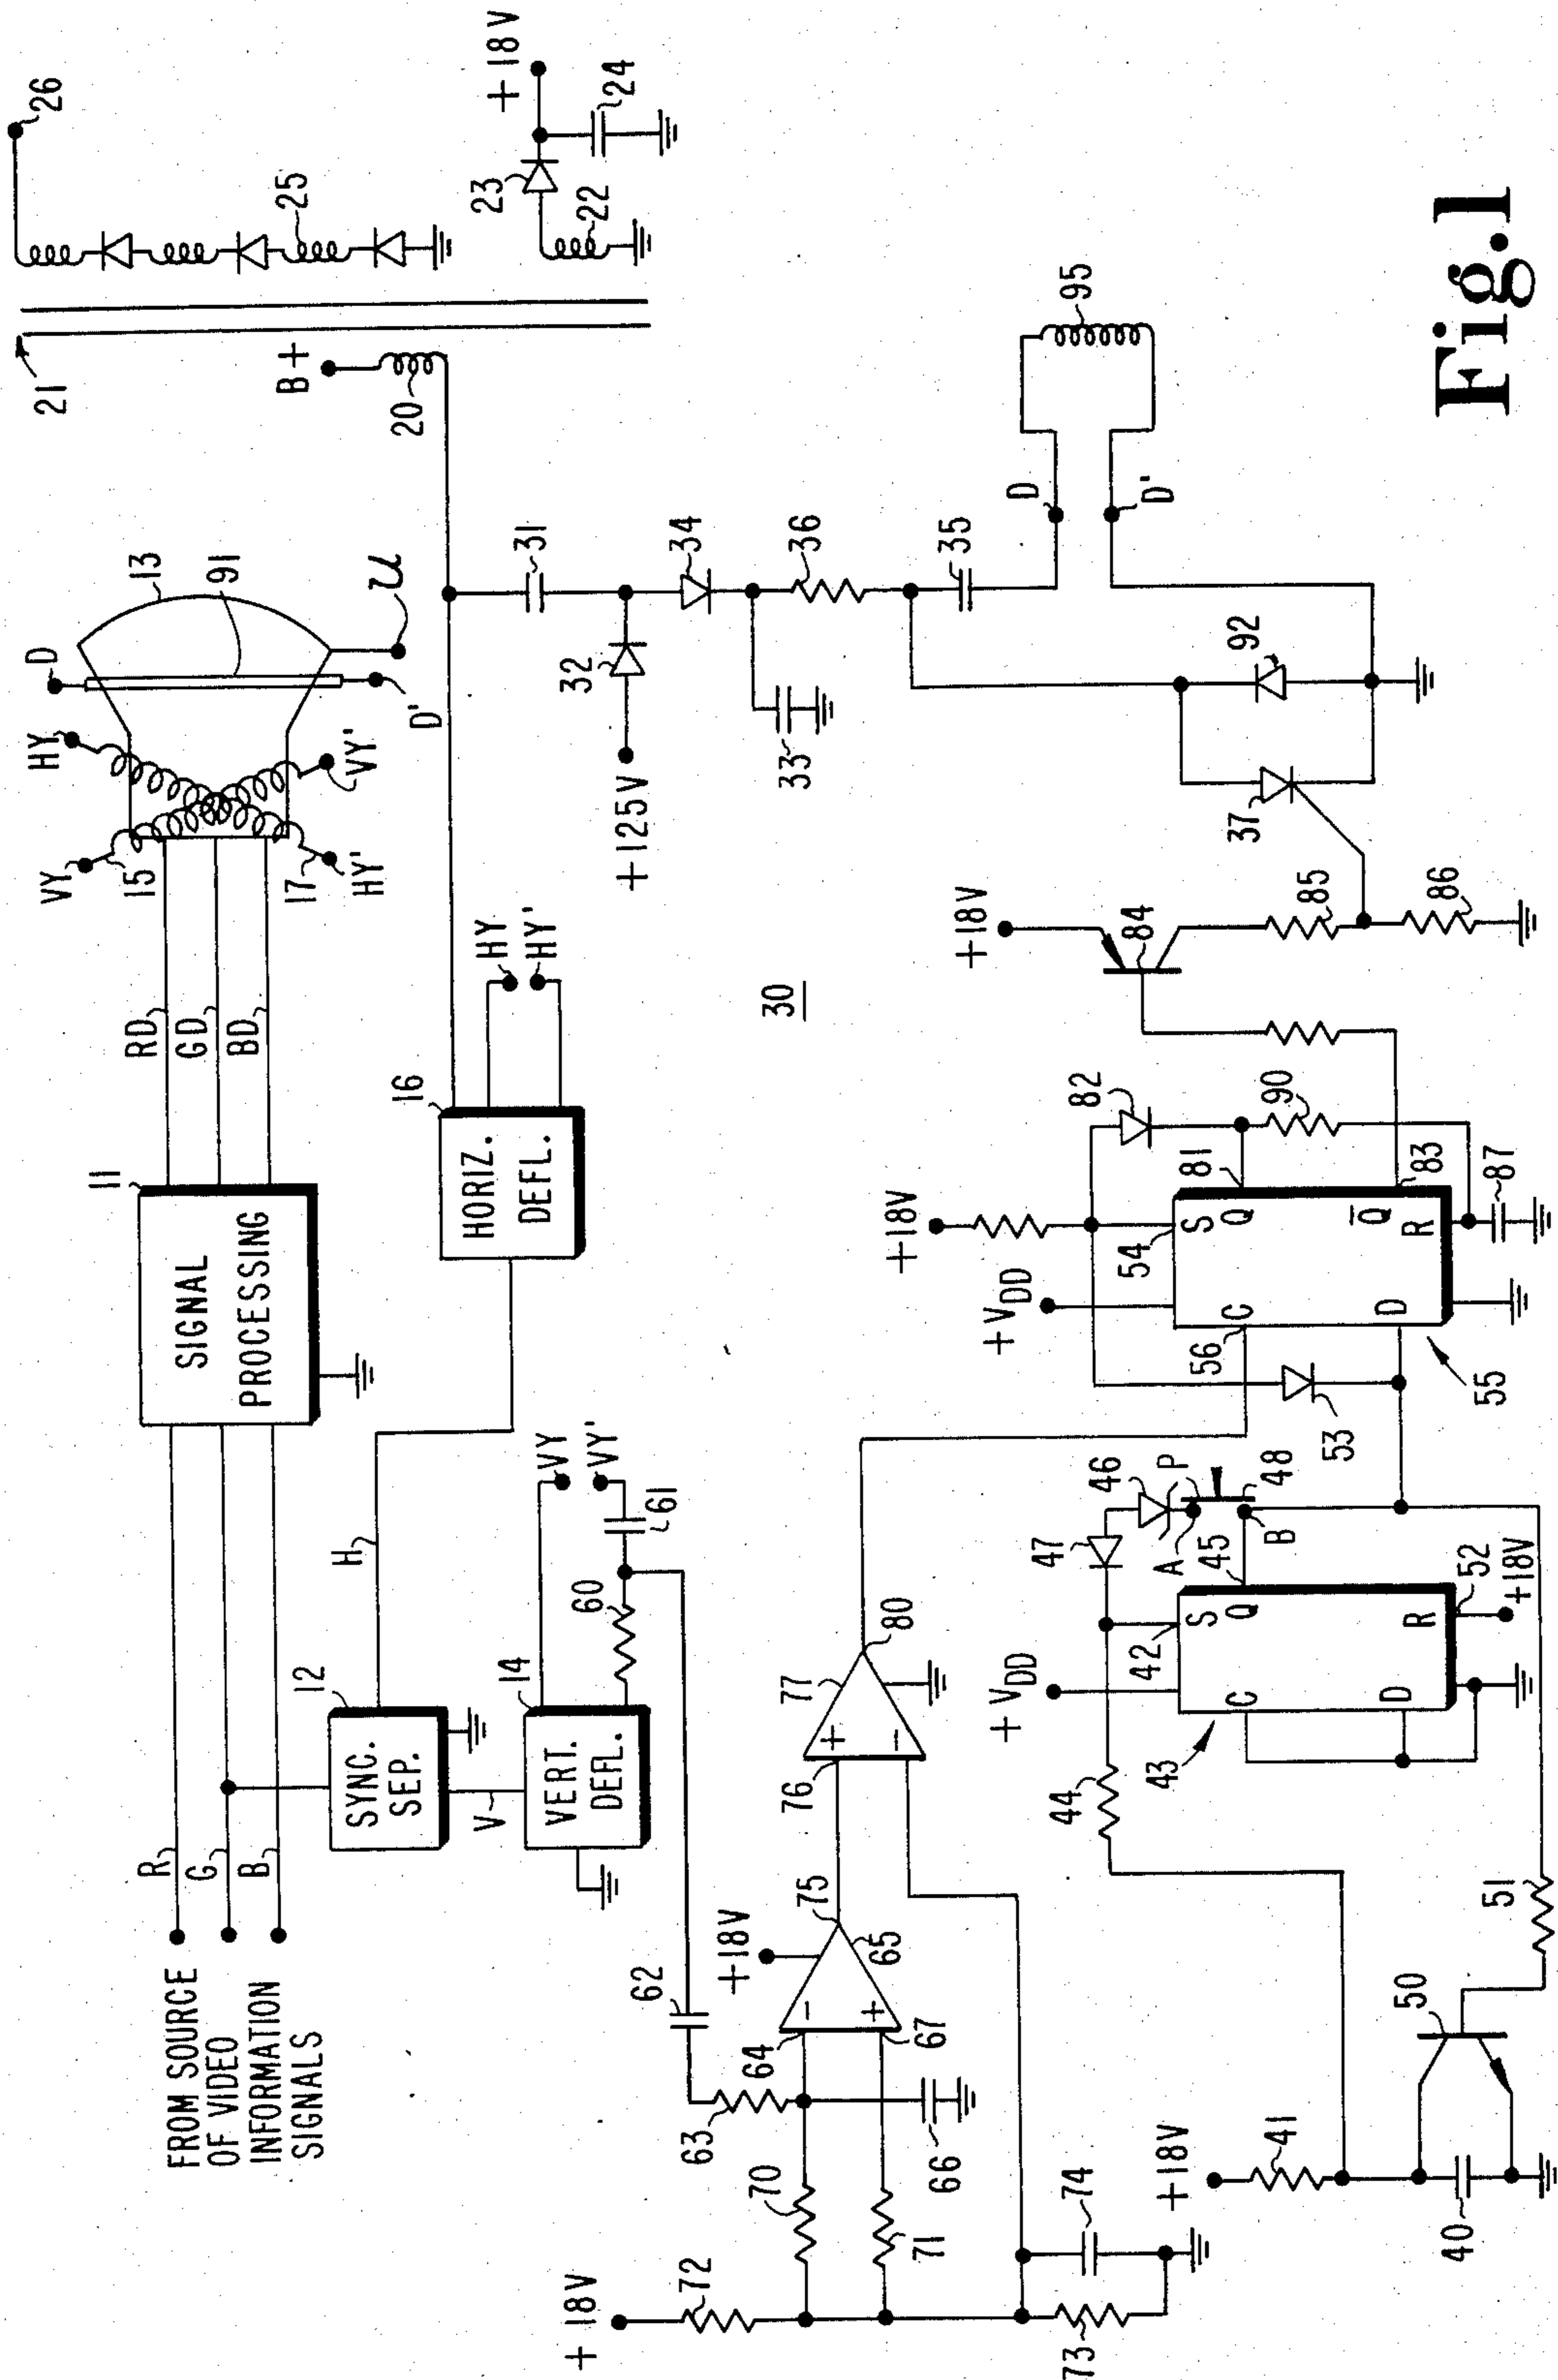 26
+18V
24
23
22
25
21
B+
20
95
D
D'
Fig.1
13
91
U
D
D'
HY
VY'
VY
15
17
HY'
31
34
32
+125V
33
36
35
92
37
RD
GD
BD
11
SIGNAL
PROCESSING
16
HORIZ.
DEFL.
HY
HY'
30
+18V
84
85
86
82
90
81
83
87
+18V
+VDD
54
S
Q
Q
R
C
D
56
55
53
R
G
B
FROM SOURCE
OF VIDEO
INFORMATION
SIGNALS
12
SYNC.
SEP.
H
V
14
VERT.
DEFL.
VY
VY'
60
61
62
63
64
+18V
65
67
66
75
76
77
80
+
−
−
+
70
71
+18V
72
73
74
+18V
41
40
50
51
44
43
+VDD
42
S
Q
R
C
D
45
47
46
A
P
B
48
52
+18V